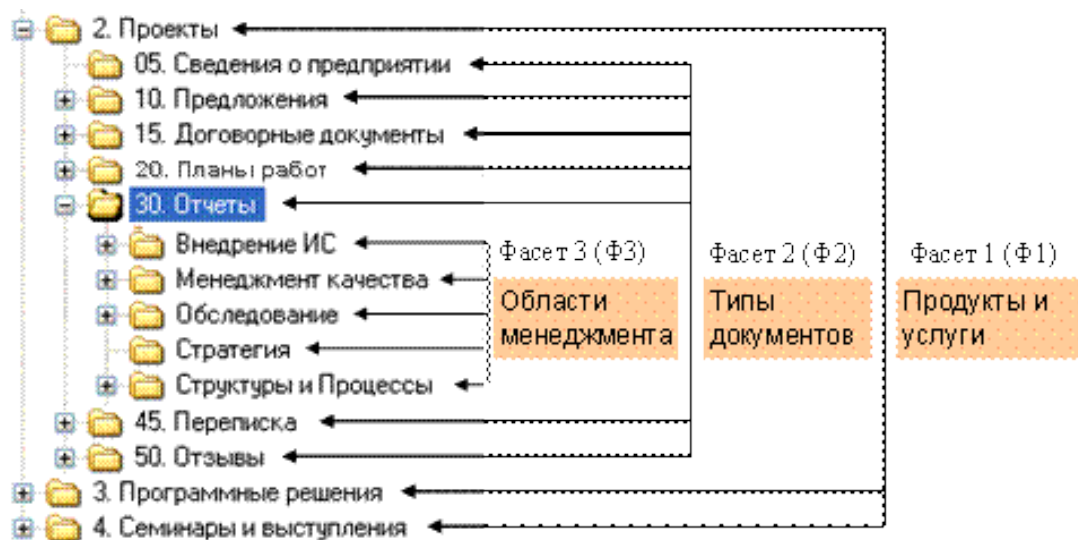 2. Проекты
05. Сведения о предприятии
10. Предложения
15. Договорные документы
20. Планы работ
30. Отчеты
Внедрение ИС
Менеджмент качества
Обследование
Стратегия
Структуры и Процессы
45. Переписка
50. Отзывы
3. Программные решения
4. Семинары и выступления
Фасет 3 (Ф3)
Области
менеджмента
Фасет 2 (Ф2)
Типы
документов
Фасет 1 (Ф1)
Продукты и
услуги